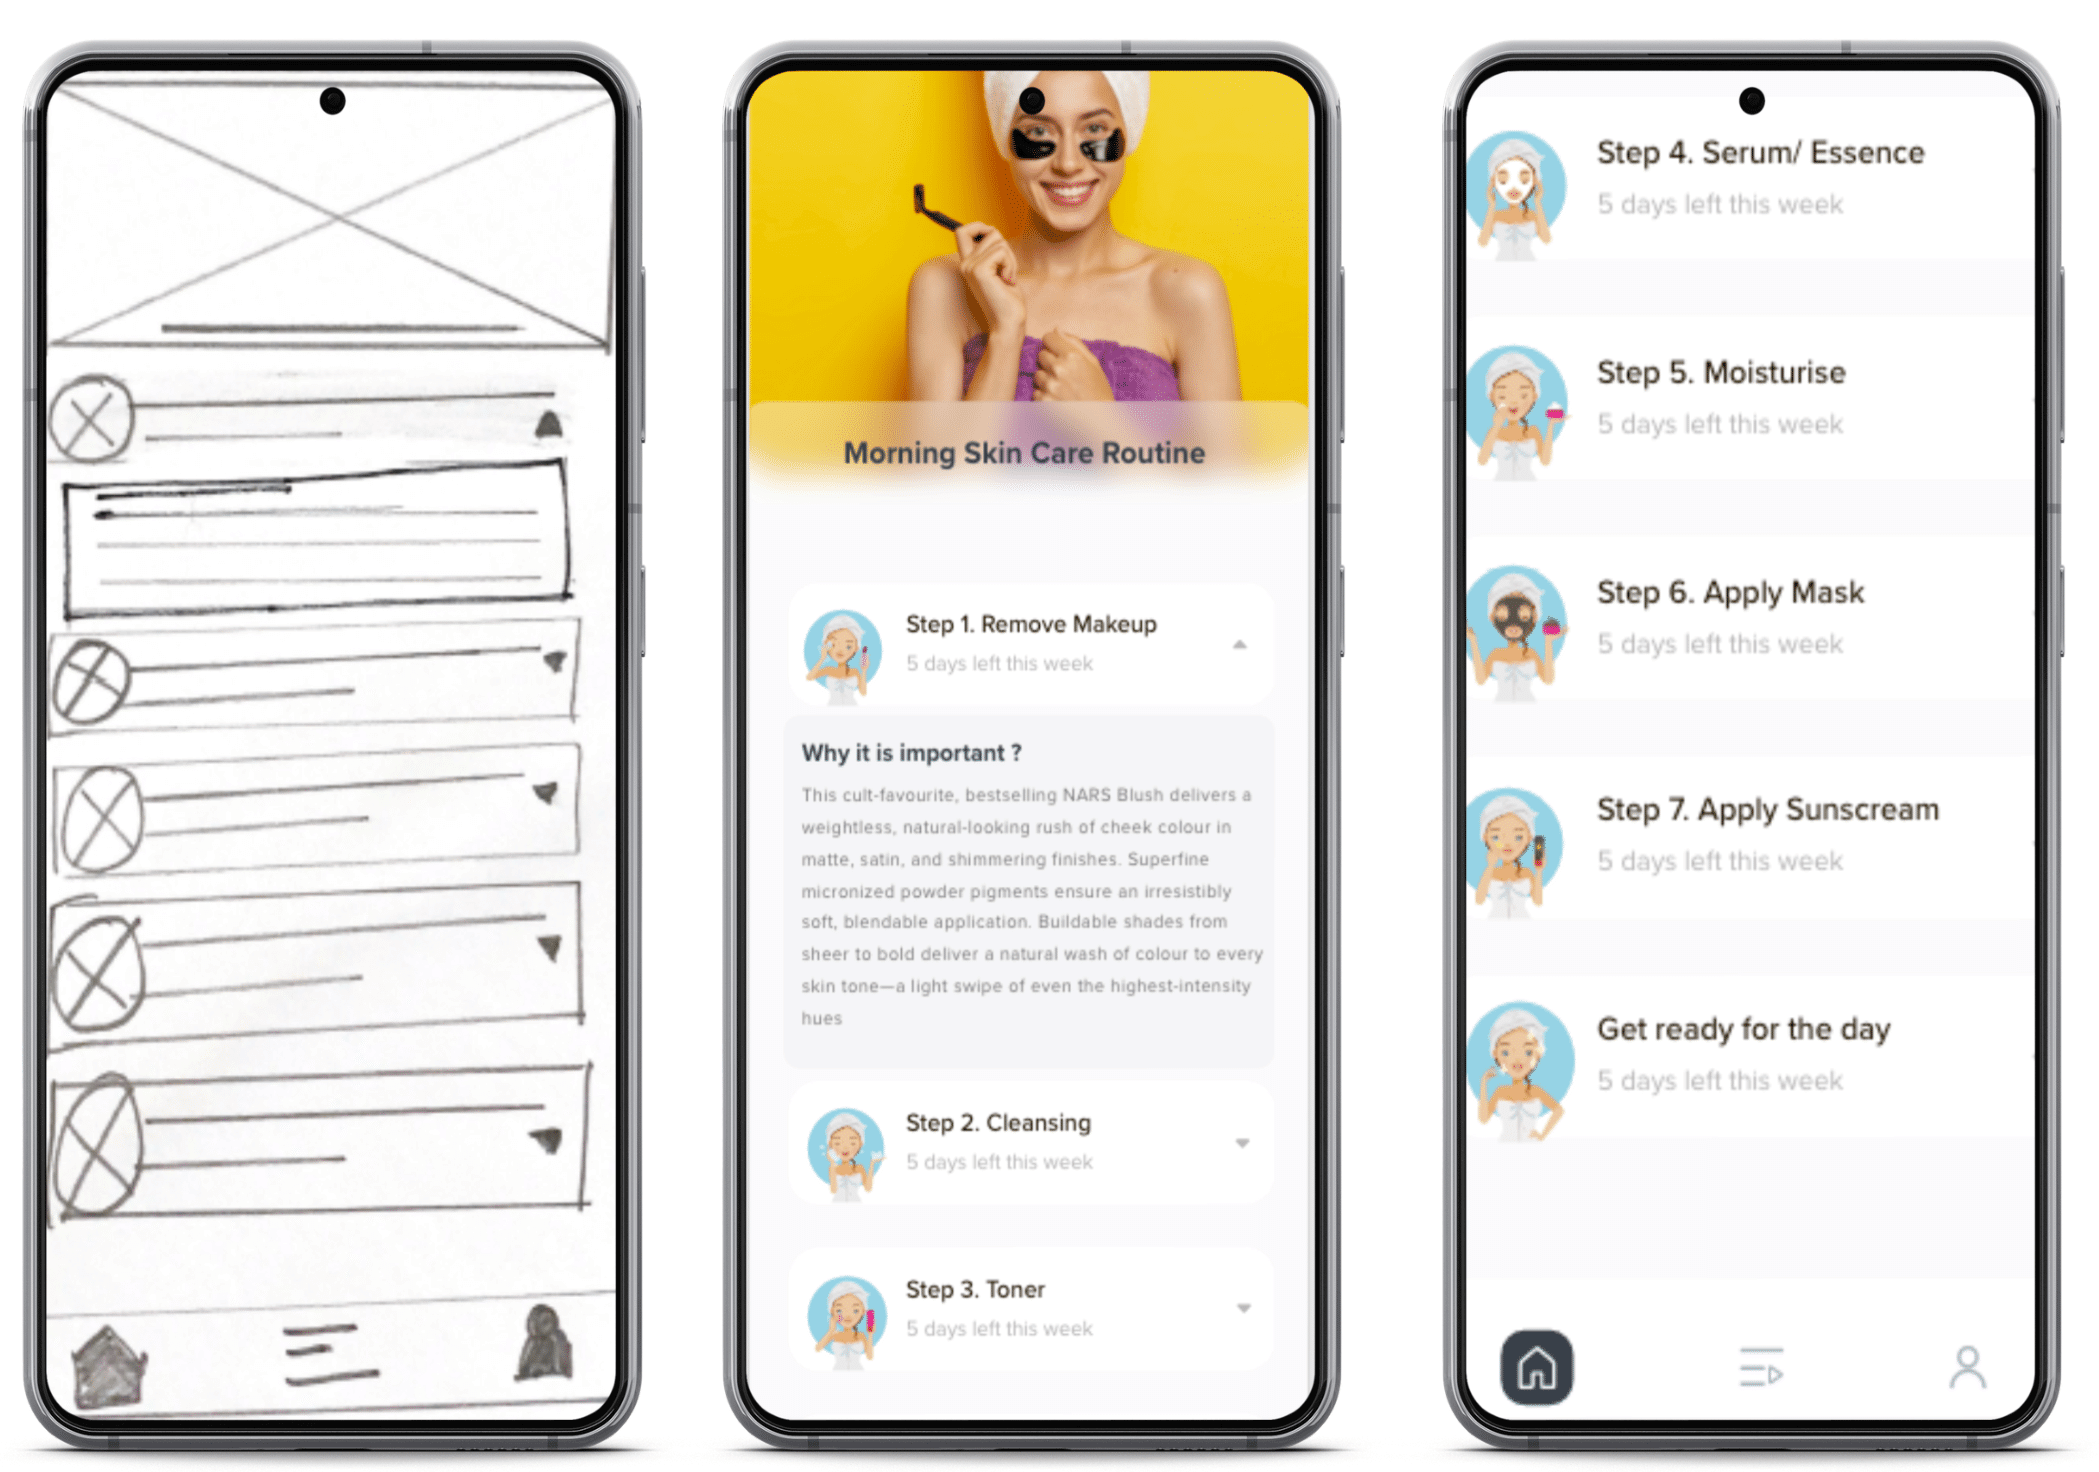 Morning Skin Care Routine
Step 1. Remove Makeup
5 days left this week
Why it is important ?
This cult-favourite, bestselling NARS Blush delivers a
weightless, natural-looking rush of cheek colour in
matte, satin, and shimmering finishes. Superfine
micronized powder pigments ensure an irresistibly
soft, blendable application. Buildable shades from
sheer to bold deliver a natural wash of colour to every
skin tone—a light swipe of even the highest-intensity
hues
Step 2. Cleansing
5 days left this week
Step 3. Toner
5 days left this week
Step 4. Serum/ Essence
5 days left this week
Step 5. Moisturise
5 days left this week
Step 6. Apply Mask
5 days left this week
Step 7. Apply Sunscream
5 days left this week
Get ready for the day
5 days left this week